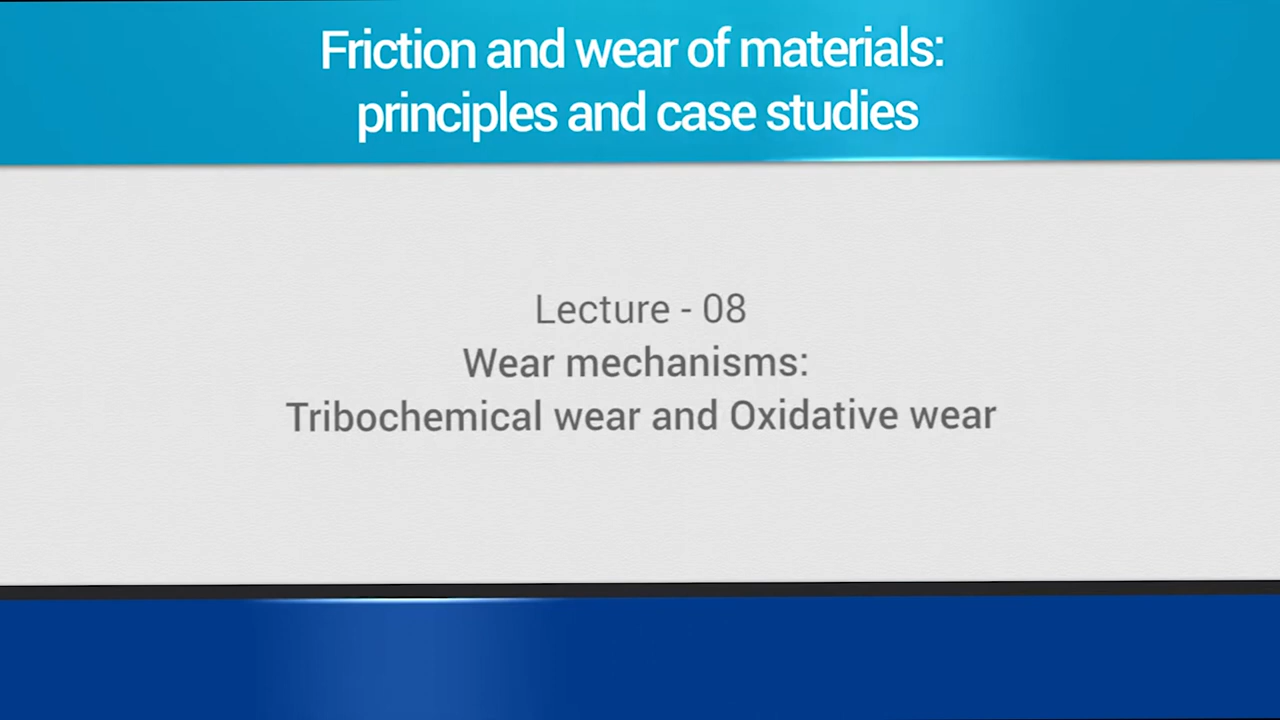 Friction and wear of materials:
principles and case studies
Lecture - 08
Wear mechanisms:
Tribochemical wear and Oxidative wear